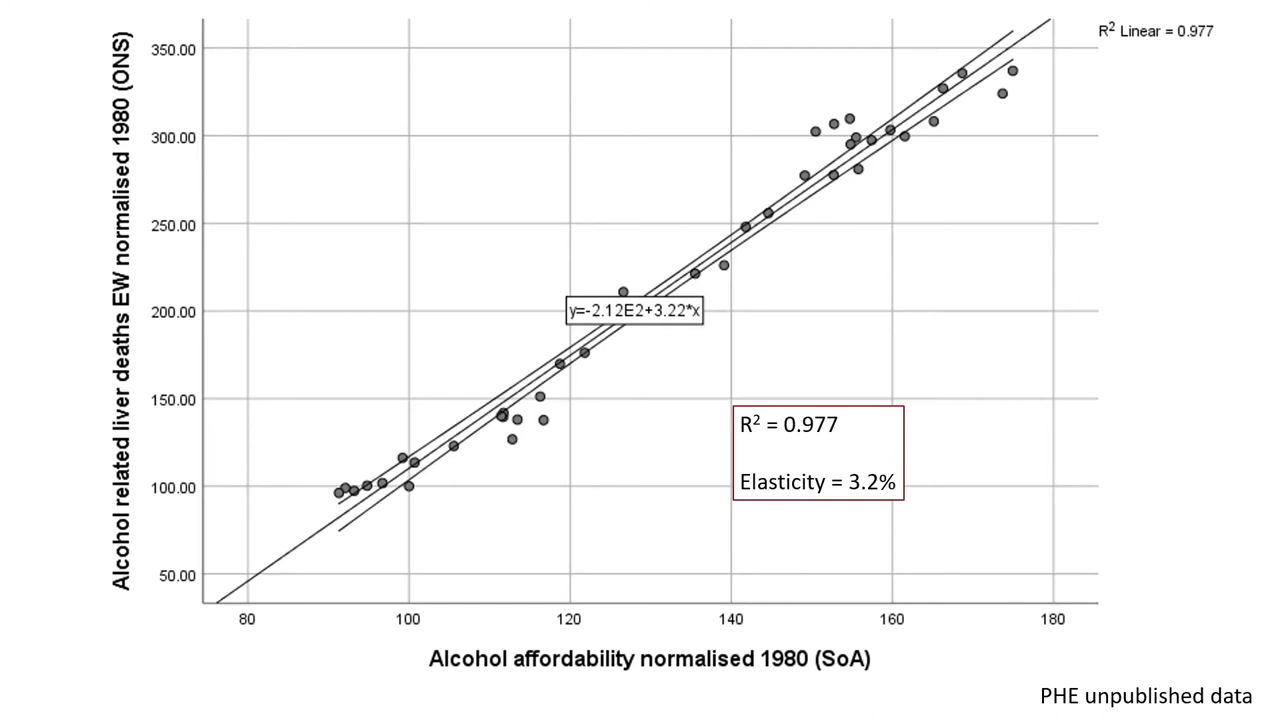 R² Linear = 0.977
Alcohol related liver deaths EW normalised 1980 (ONS)
350.00
300.00
250.00
200.00
150.00
100.00
50.00
y=-2.12E2+3.22*x
R² = 0.977
Elasticity = 3.2%
80 100 120 140 160 180
Alcohol affordability normalised 1980 (SoA)
PHE unpublished data